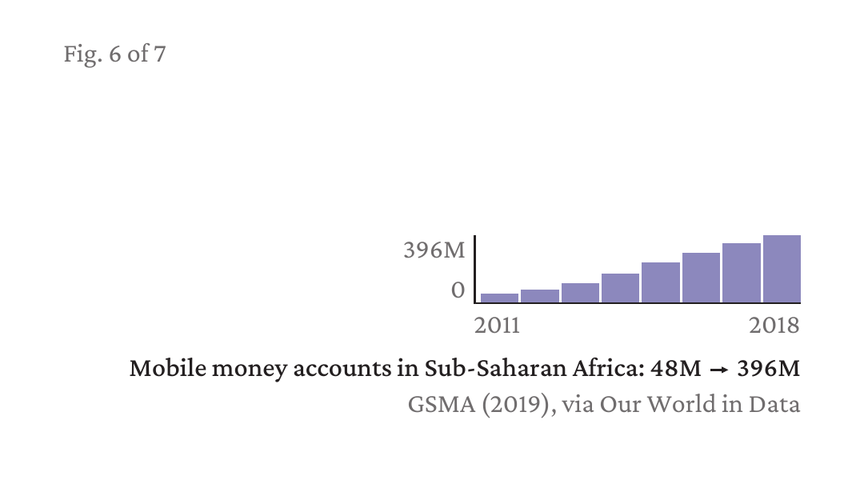 Fig. 6 of 7
396M
0
2011 2018
Mobile money accounts in Sub-Saharan Africa: 48M → 396M
GSMA (2019), via Our World in Data